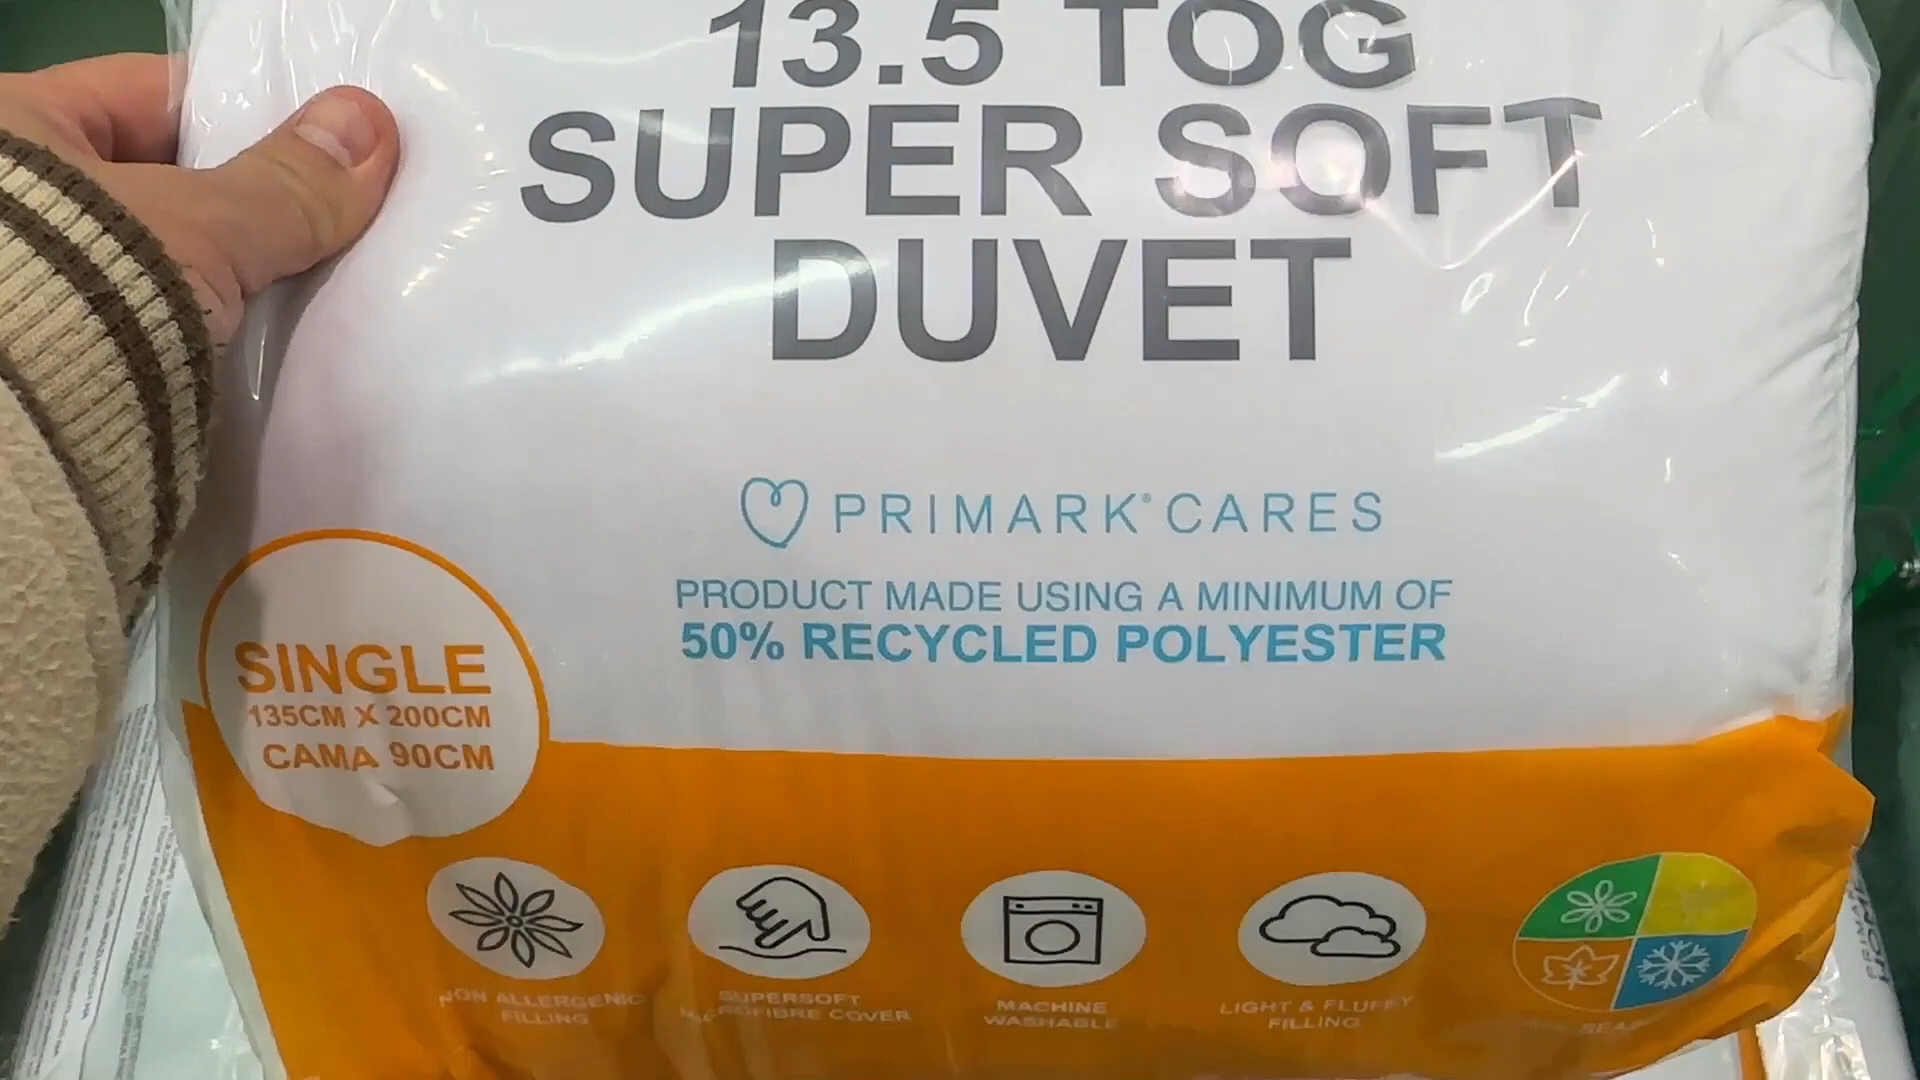 13.5 TOG
SUPER SOFT
DUVET
PRIMARK® CARES
PRODUCT MADE USING A MINIMUM OF
50% RECYCLED POLYESTER
SINGLE
135CM X 200CM
CAMA 90CM
NON ALLERGENIC
FILLING
SUPERSOFT
MICROFIBRE COVER
MACHINE
WASHABLE
LIGHT & FLUFFY
FILLING
HOME